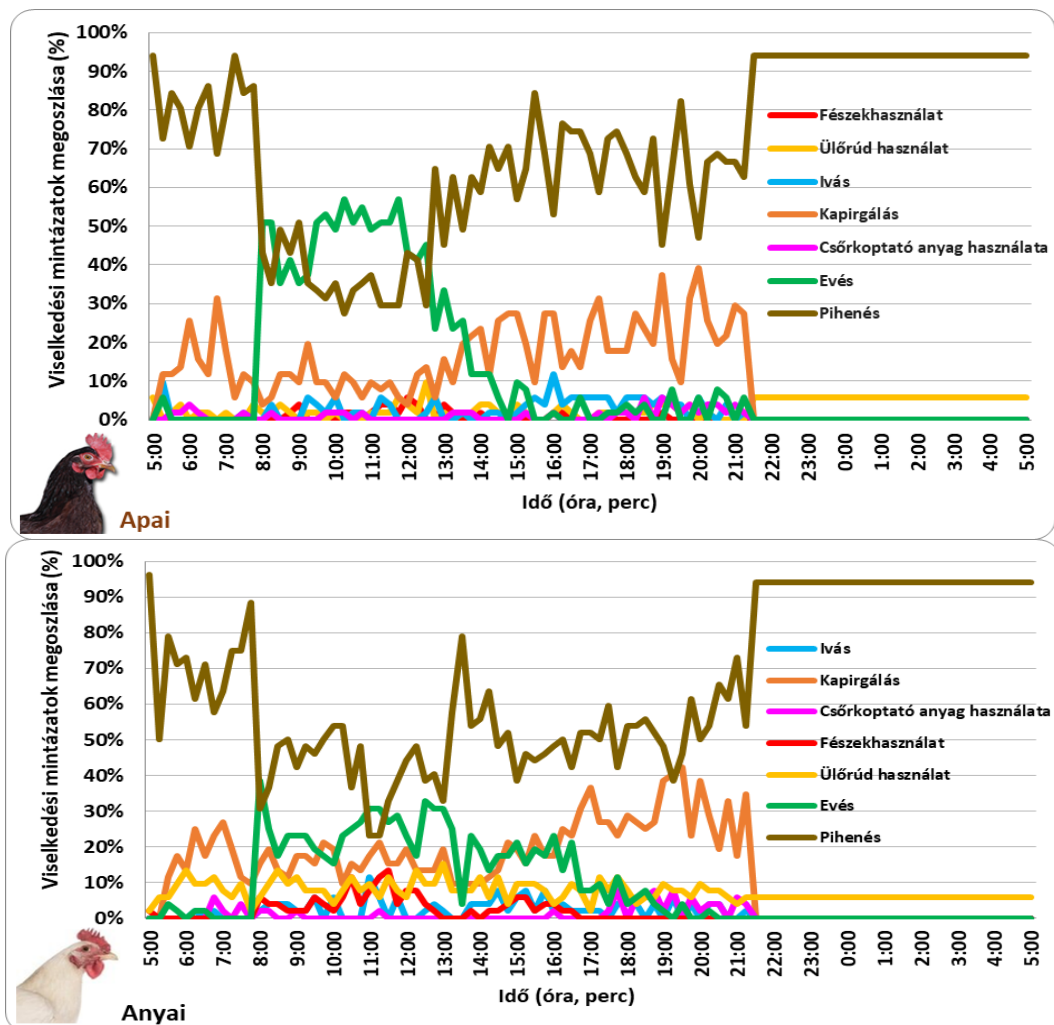 Viselkedési mintázatok megoszlása (%)
100%
90%
80%
70%
60%
50%
40%
30%
20%
10%
0%
Fészekhasználat
Ülőrúd használat
Ivás
Kapirgálás
Csőrkoptató anyag használata
Evés
Pihenés
5:00 6:00 7:00 8:00 9:00 10:00 11:00 12:00 13:00 14:00 15:00 16:00 17:00 18:00 19:00 20:00 21:00 22:00 23:00 0:00 1:00 2:00 3:00 4:00 5:00
Idő (óra, perc)
Apai
Viselkedési mintázatok megoszlása (%)
100%
90%
80%
70%
60%
50%
40%
30%
20%
10%
0%
Ivás
Kapirgálás
Csőrkoptató anyag használata
Fészekhasználat
Ülőrúd használat
Evés
Pihenés
5:00 6:00 7:00 8:00 9:00 10:00 11:00 12:00 13:00 14:00 15:00 16:00 17:00 18:00 19:00 20:00 21:00 22:00 23:00 0:00 1:00 2:00 3:00 4:00 5:00
Idő (óra, perc)
Anyai